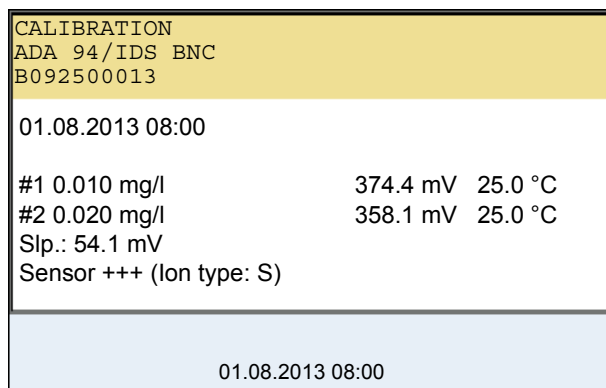 CALIBRATION
ADA 94/IDS BNC
B092500013
01.08.2013 08:00
#1 0.010 mg/l 374.4 mV 25.0 °C
#2 0.020 mg/l 358.1 mV 25.0 °C
Slp.: 54.1 mV
Sensor +++ (Ion type: S)
01.08.2013 08:00